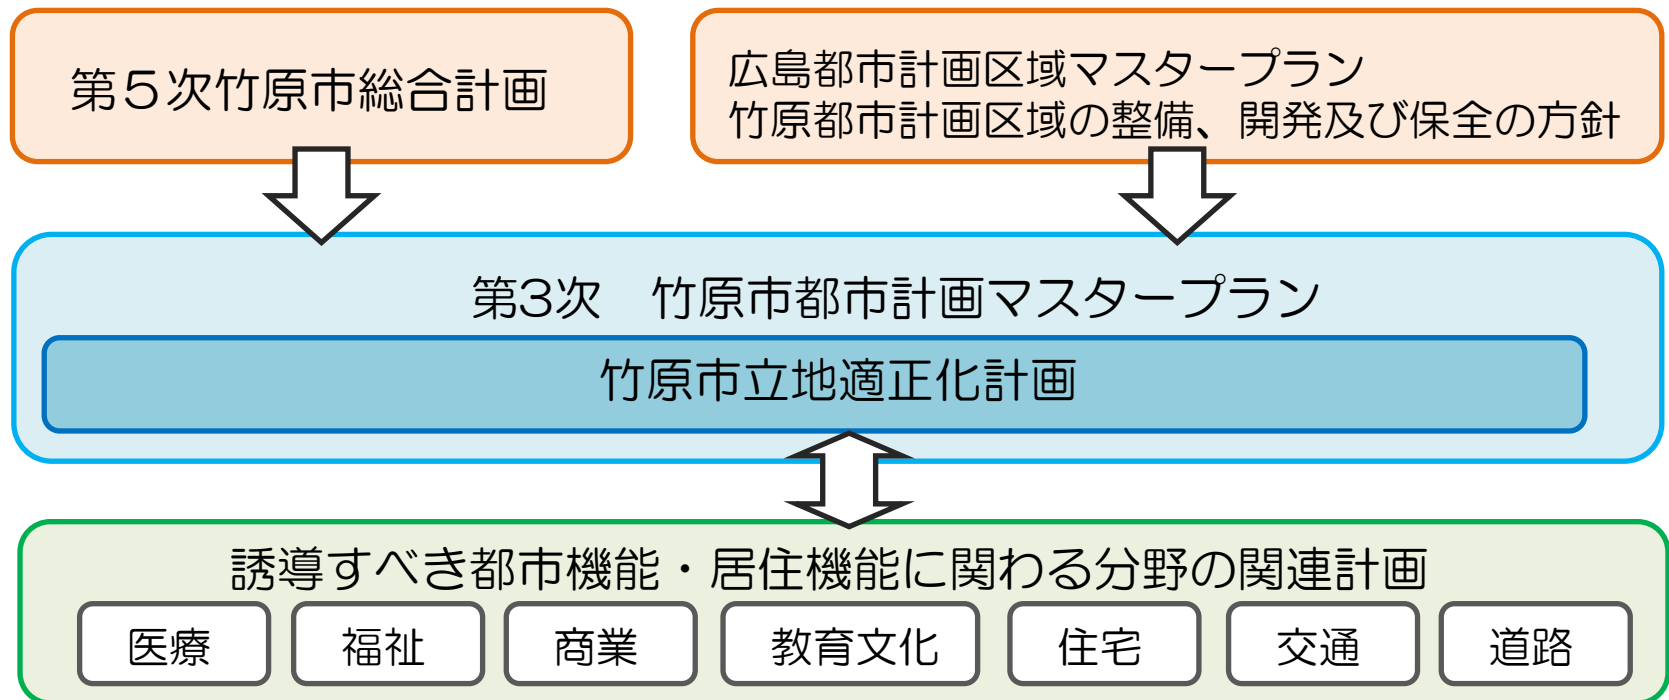 第５次竹原市総合計画
広島都市計画区域マスタープラン
竹原都市計画区域の整備、開発及び保全の方針
第3次　竹原市都市計画マスタープラン
竹原市立地適正化計画
誘導すべき都市機能・居住機能に関わる分野の関連計画
医療
福祉
商業
教育文化
住宅
交通
道路